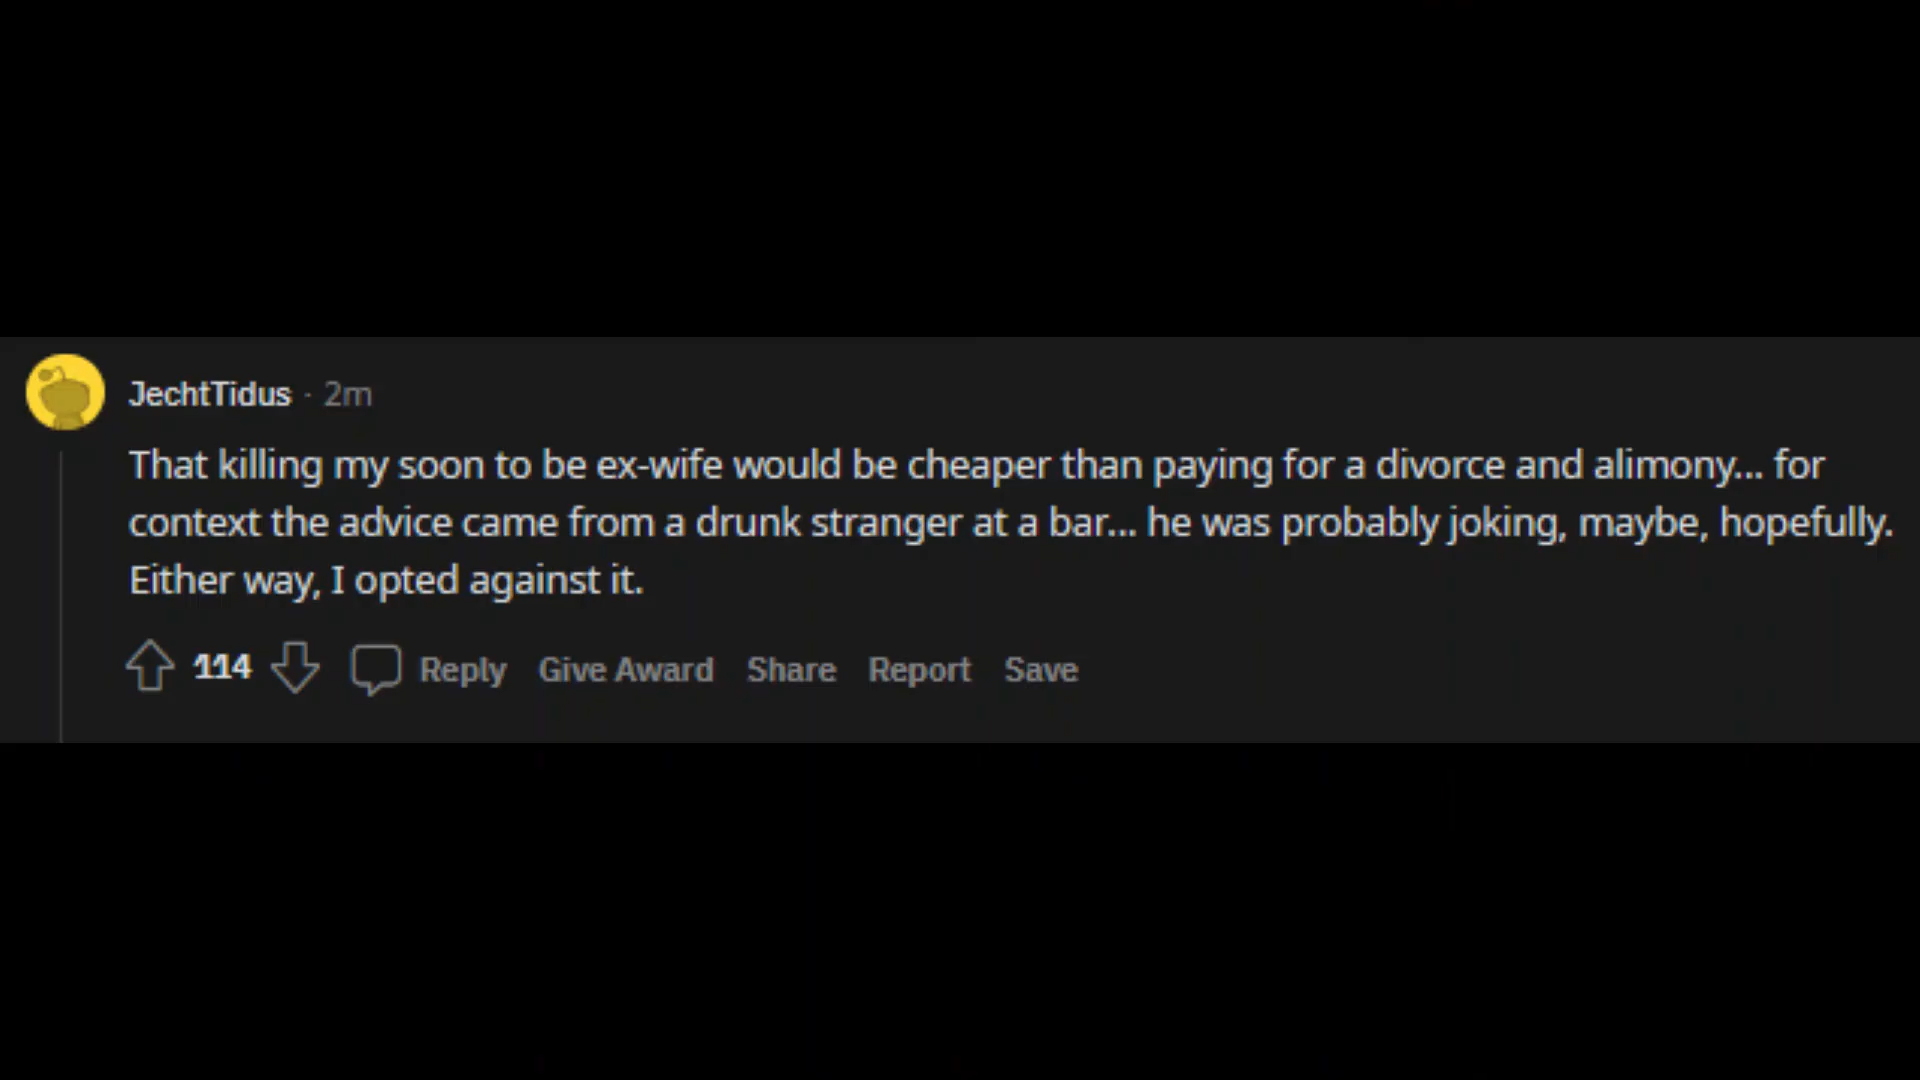 JechtTidus · 2m
That killing my soon to be ex-wife would be cheaper than paying for a divorce and alimony... for
context the advice came from a drunk stranger at a bar... he was probably joking, maybe, hopefully.
Either way, I opted against it.
114 Reply Give Award Share Report Save